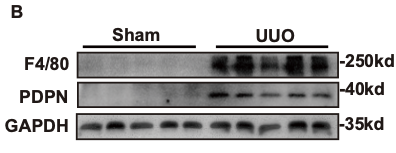 B
Sham UUO
F4/80 -250kd
PDPN -40kd
GAPDH -35kd